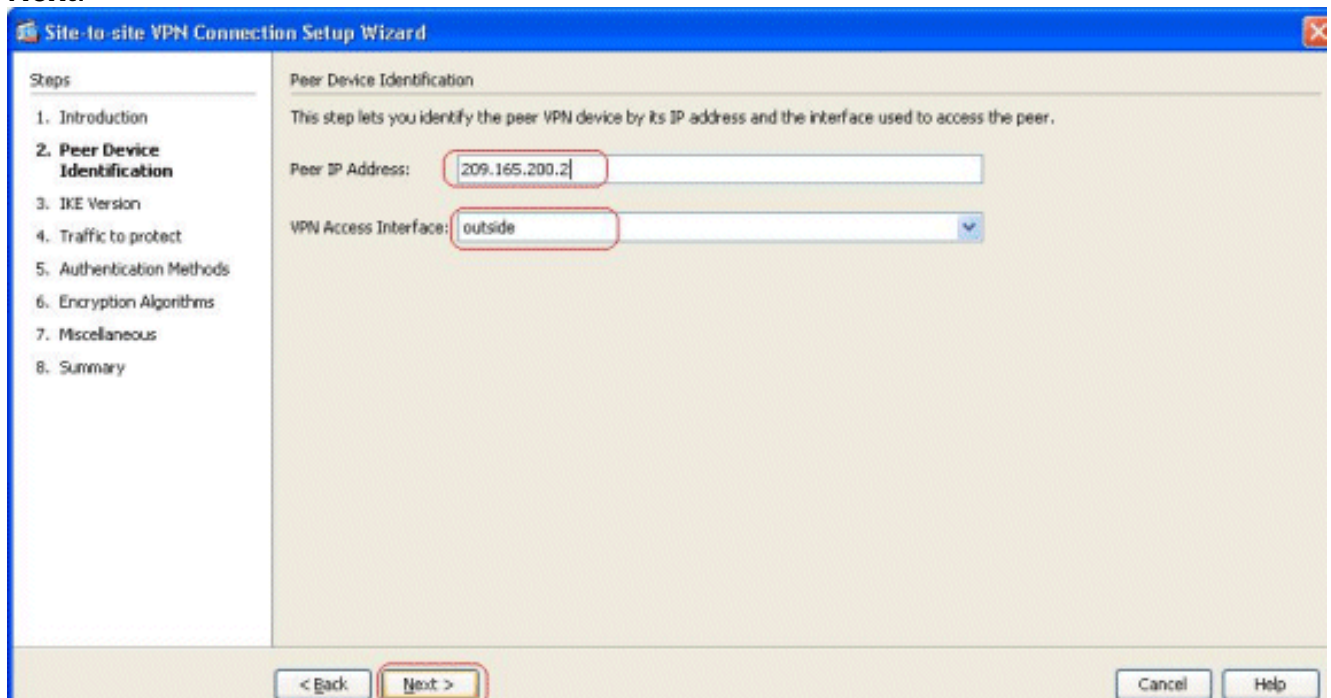 Site-to-site VPN Connection Setup Wizard
Steps
1. Introduction
2. Peer Device
Identification
3. IKE Version
4. Traffic to protect
5. Authentication Methods
6. Encryption Algorithms
7. Miscellaneous
8. Summary
Peer Device Identification
This step lets you identify the peer VPN device by its IP address and the interface used to access the peer.
Peer IP Address: 209.165.200.2
VPN Access Interface: outside
< Back Next > Cancel Help